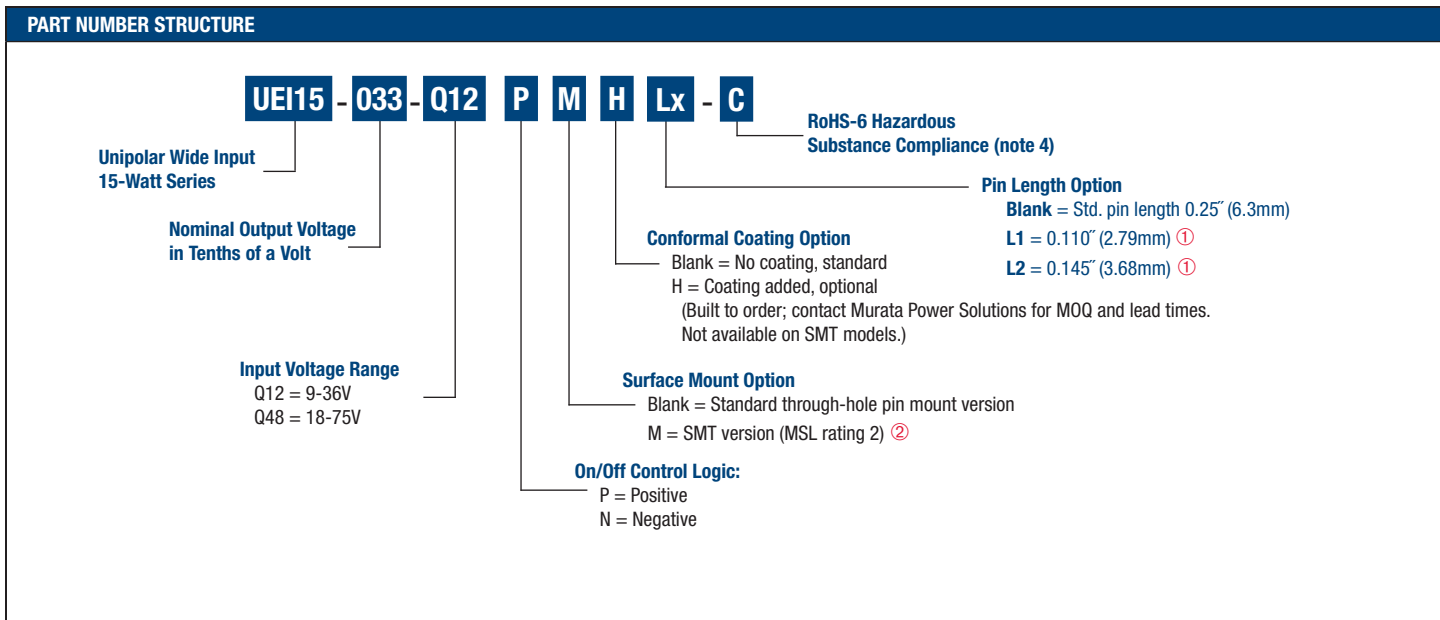 PART NUMBER STRUCTURE
UEI15 - 033 - Q12 P M H Lx - C
RoHS-6 Hazardous
Substance Compliance (note 4)
Unipolar Wide Input
15-Watt Series
Pin Length Option
Blank = Std. pin length 0.25˝ (6.3mm)
L1 = 0.110˝ (2.79mm) ①
L2 = 0.145˝ (3.68mm) ①
Nominal Output Voltage
in Tenths of a Volt
Conformal Coating Option
Blank = No coating, standard
H = Coating added, optional
(Built to order; contact Murata Power Solutions for MOQ and lead times.
Not available on SMT models.)
Input Voltage Range
Q12 = 9-36V
Q48 = 18-75V
Surface Mount Option
Blank = Standard through-hole pin mount version
M = SMT version (MSL rating 2) ②
On/Off Control Logic:
P = Positive
N = Negative